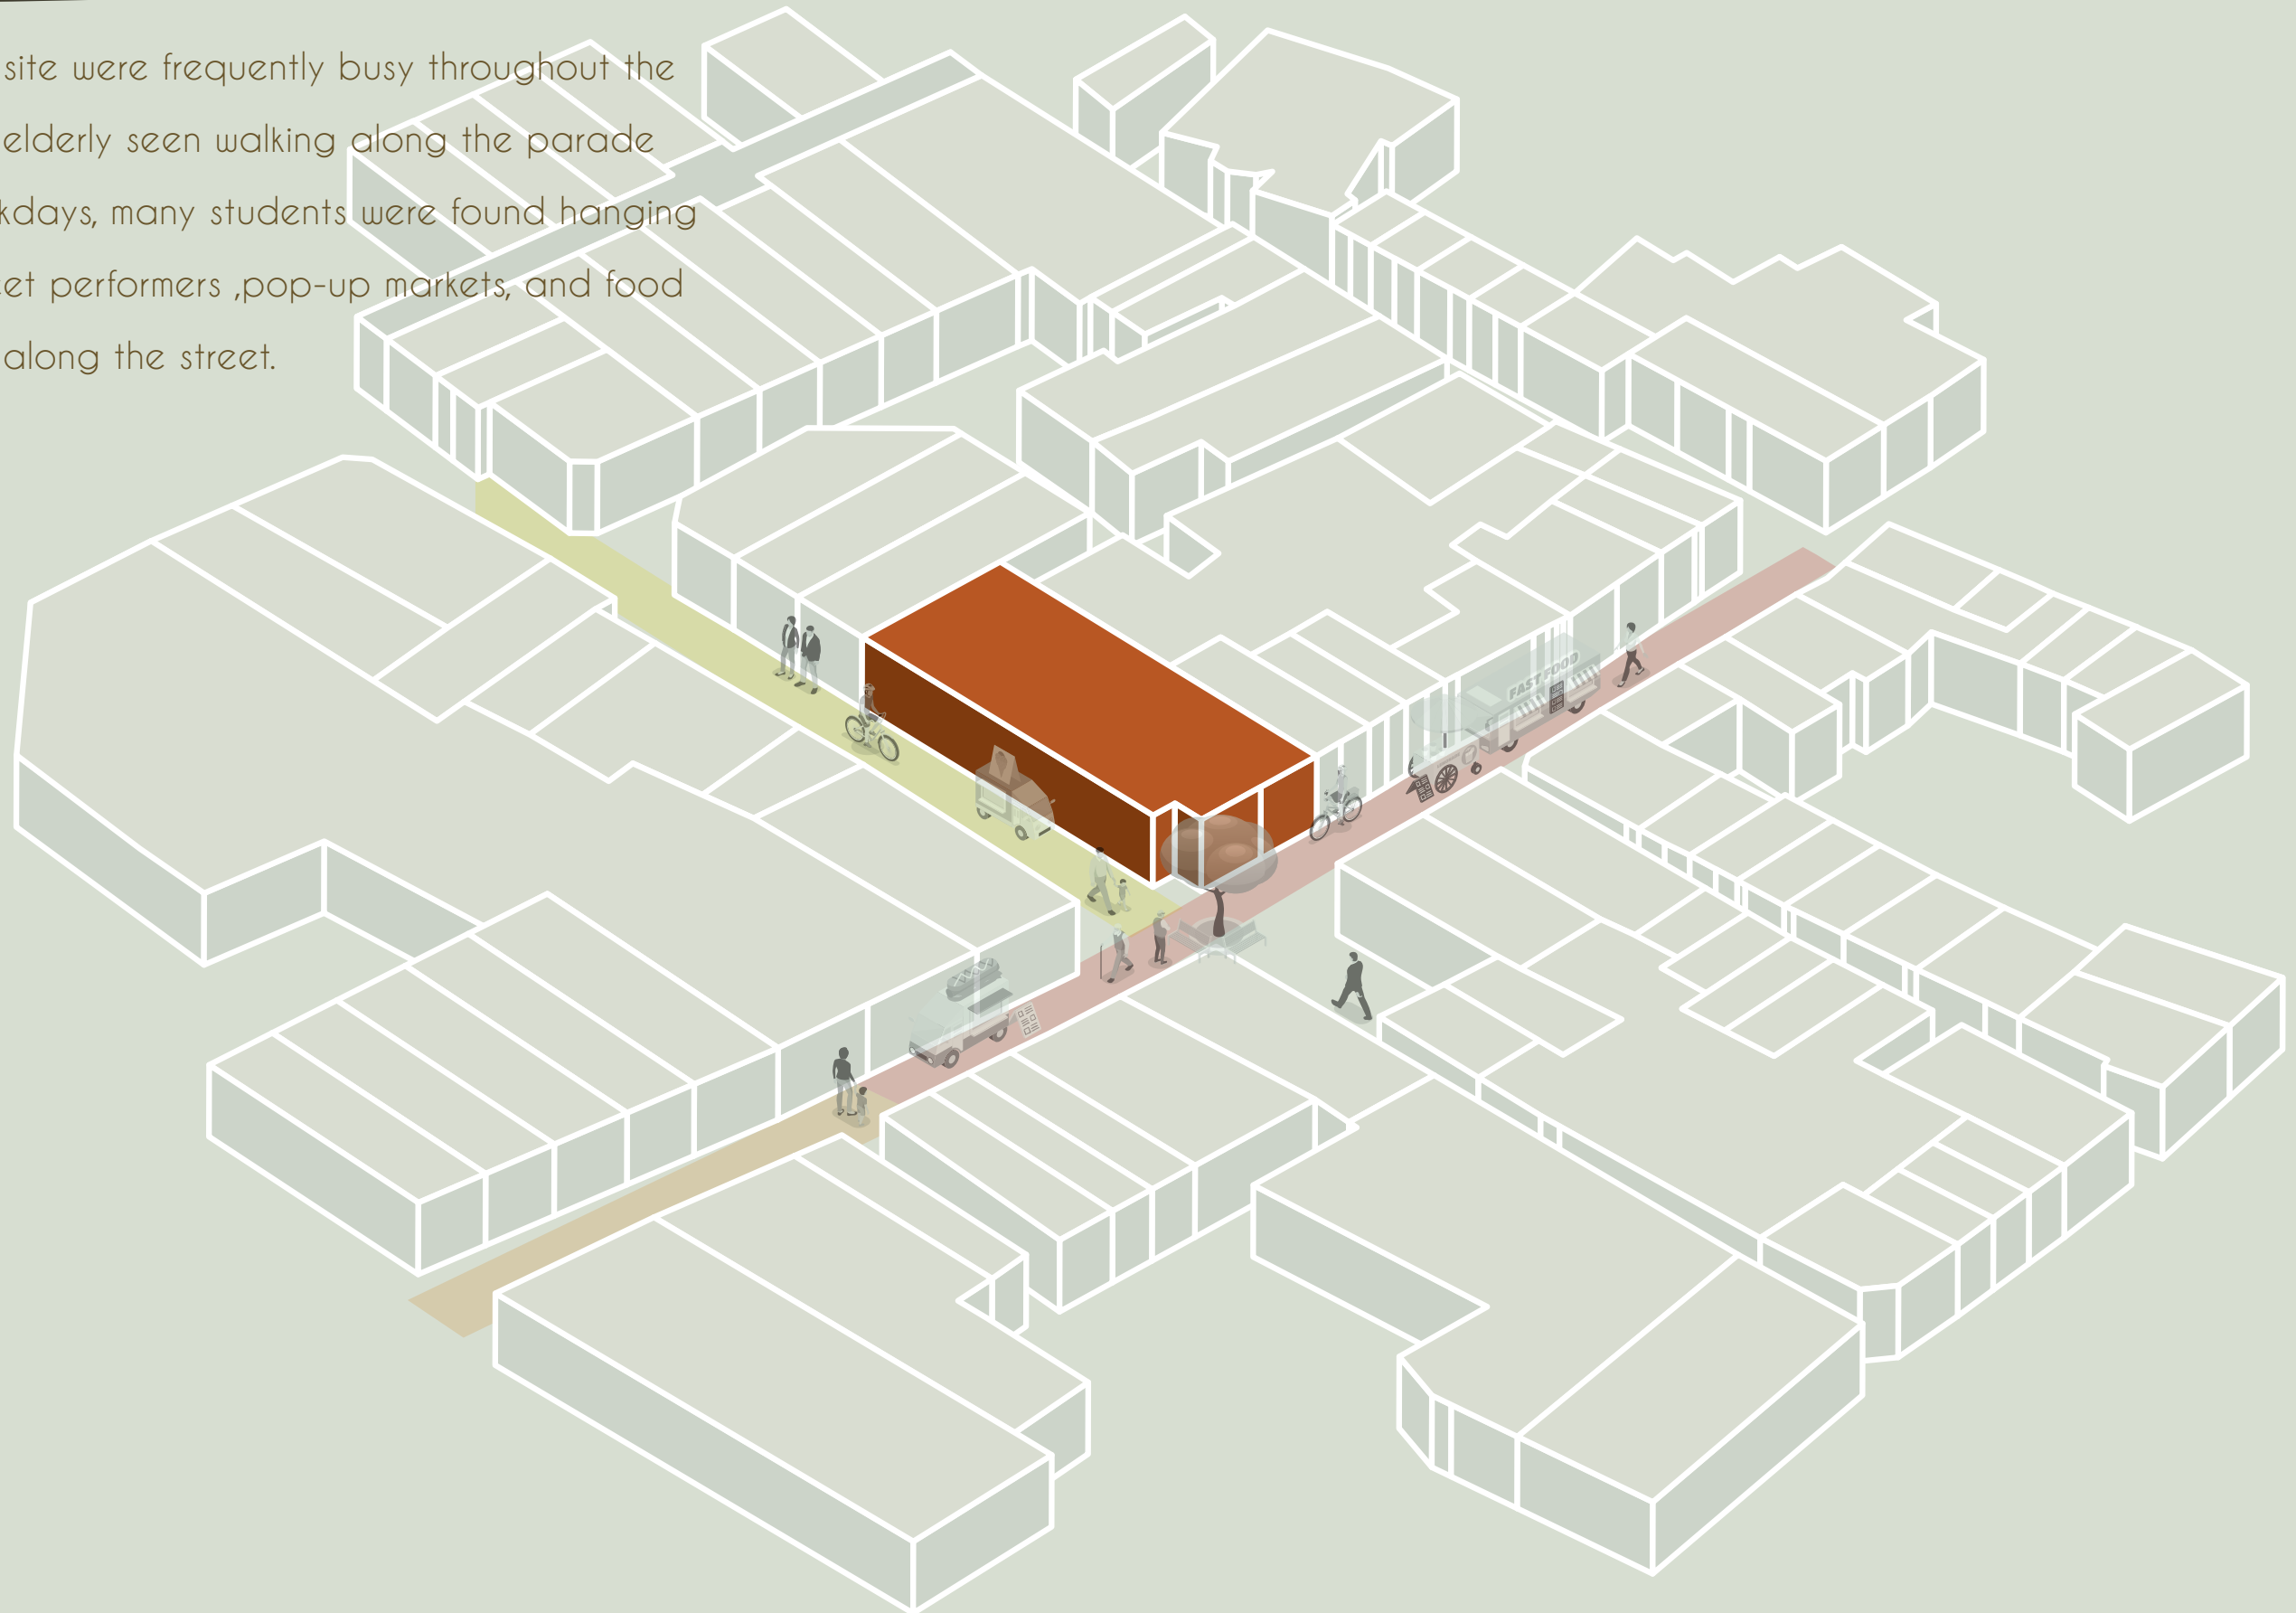 site were frequently busy throughout the
elderly seen walking along the parade
kdays, many students were found hanging
et performers ,pop-up markets, and food
along the street.
FAST FOOD